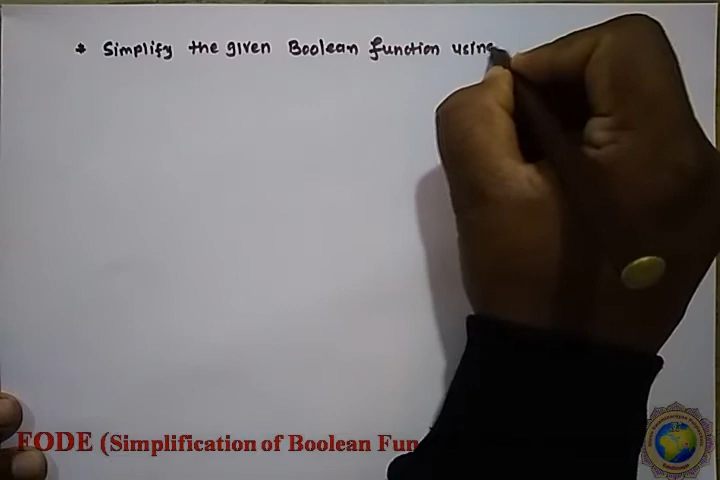 * Simplify the given Boolean function using
FODE (Simplification of Boolean Fun